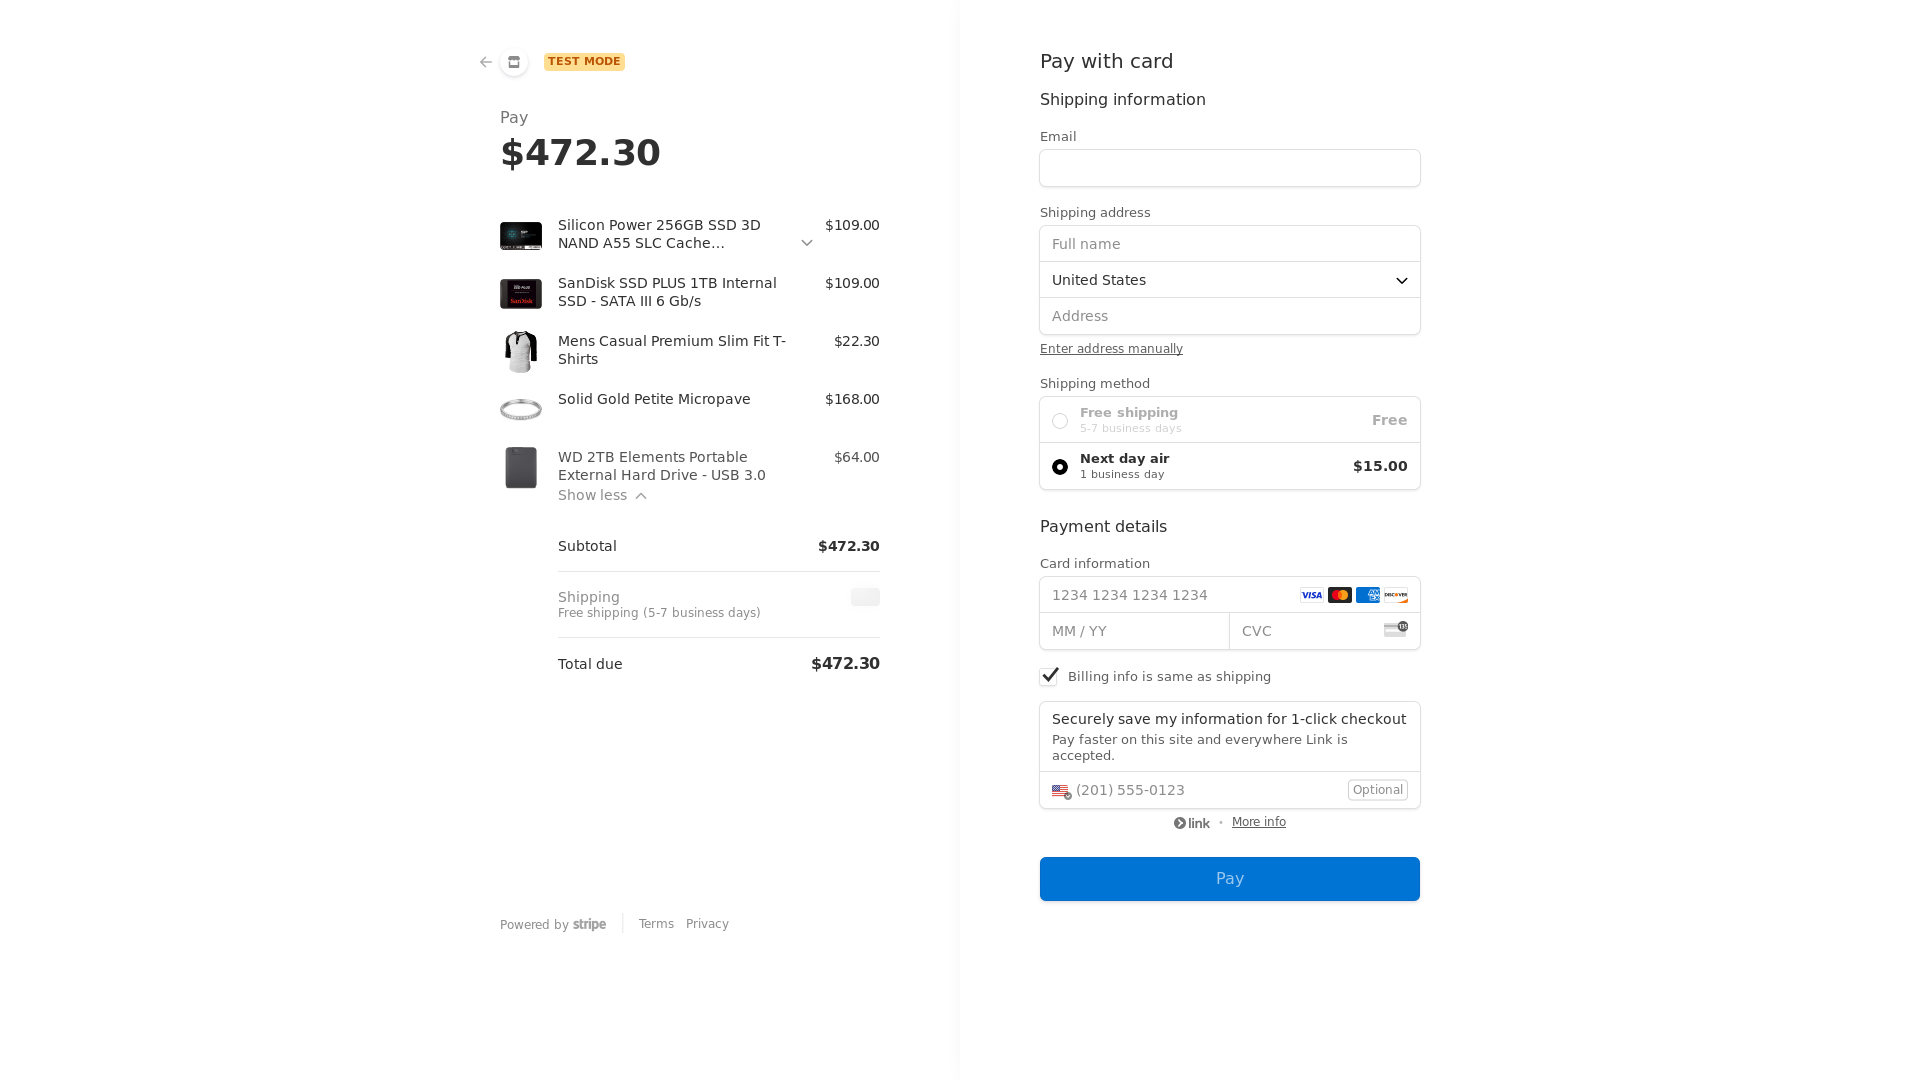 TEST MODE
Pay
$472.30
Silicon Power 256GB SSD 3D
NAND A55 SLC Cache…
$109.00
SanDisk SSD PLUS 1TB Internal
SSD - SATA III 6 Gb/s
$109.00
Mens Casual Premium Slim Fit T-
Shirts
$22.30
Solid Gold Petite Micropave
$168.00
WD 2TB Elements Portable
External Hard Drive - USB 3.0
$64.00
Show less
Subtotal
$472.30
Shipping
Free shipping (5-7 business days)
Total due
$472.30
Powered by stripe
Terms
Privacy
Pay with card
Shipping information
Email
Shipping address
Full name
United States
Address
Enter address manually
Shipping method
Free shipping
5-7 business days
Free
Next day air
1 business day
$15.00
Payment details
Card information
1234 1234 1234 1234
VISA
AMEX
DISCOVER
MM / YY
CVC
135
Billing info is same as shipping
Securely save my information for 1-click checkout
Pay faster on this site and everywhere Link is
accepted.
(201) 555-0123
Optional
link
•
More info
Pay